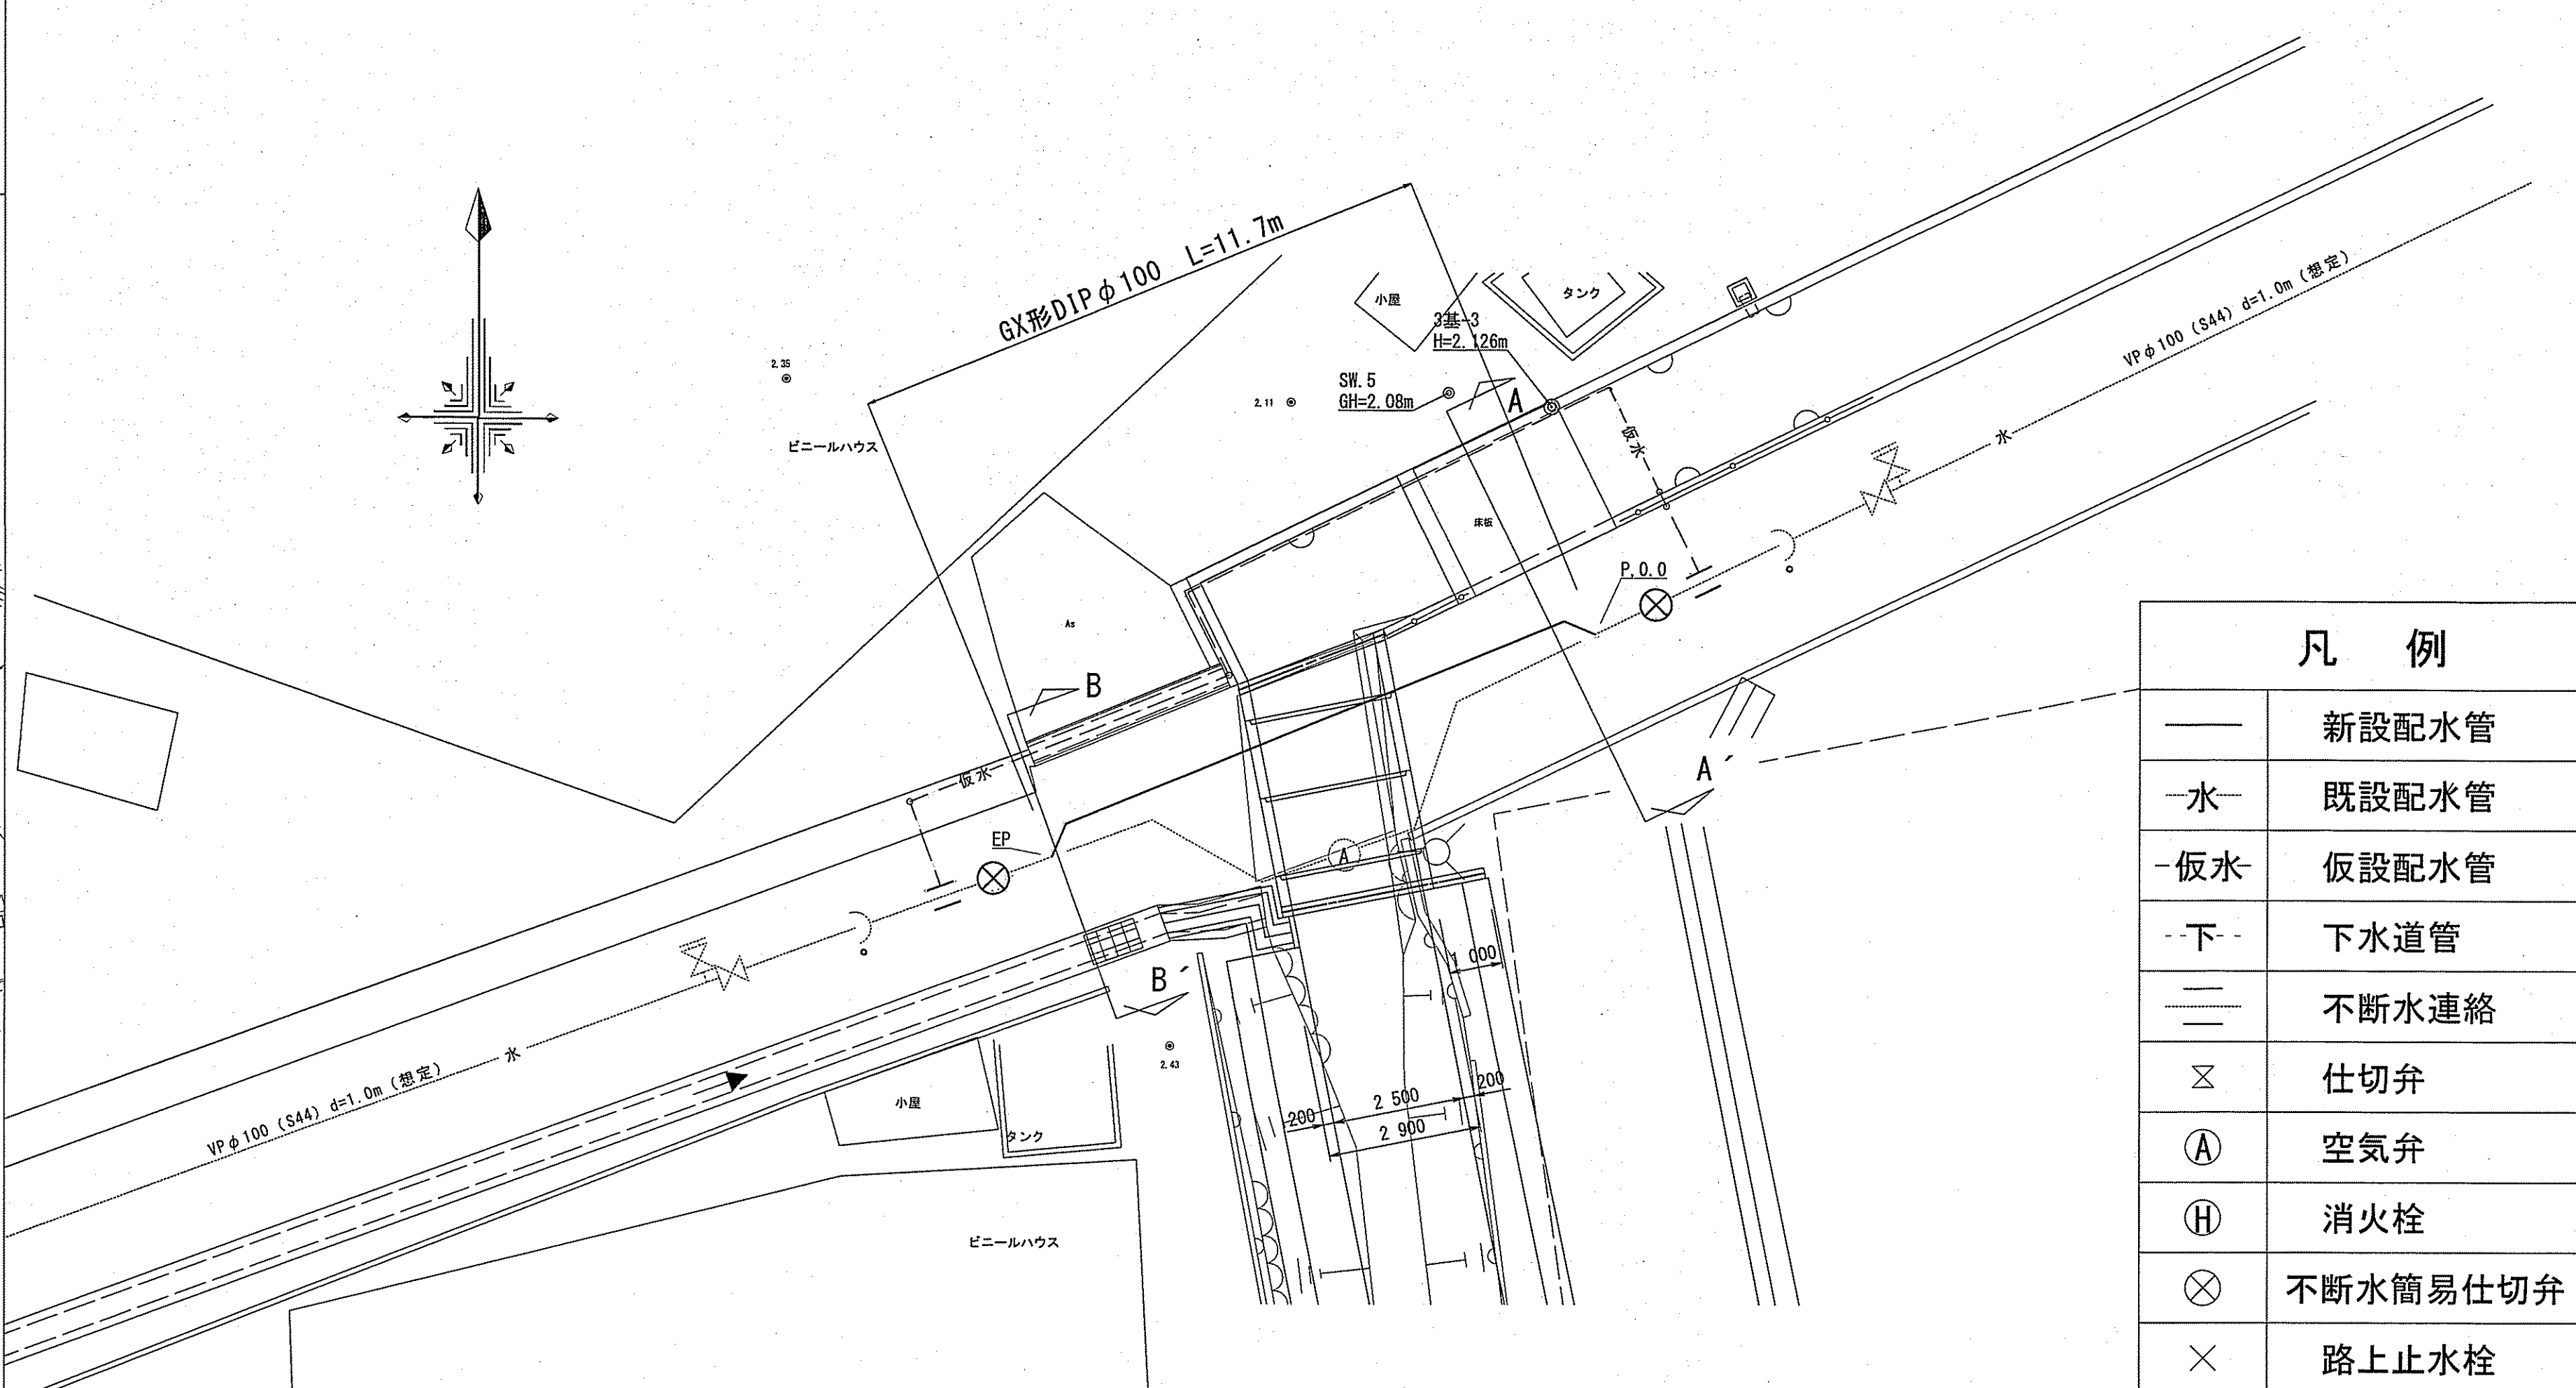 GX形DIPφ100 L=11.7m
小屋
タンク
3基-3
H=2.126m
SW.5
GH=2.08m
A
2.35
2.11
ビニールハウス
仮水
VPφ100 (S44) d=1.0m (想定)
水
床板
P,0.0
As
B
仮水
EP
A
A´
B´
2.43
1 000
水
VPφ100 (S44) d=1.0m (想定)
小屋
タンク
200
2 500
200
2 900
ビニールハウス
凡 例
新設配水管
水 既設配水管
仮水 仮設配水管
下 下水道管
不断水連絡
仕切弁
A 空気弁
H 消火栓
不断水簡易仕切弁
路上止水栓